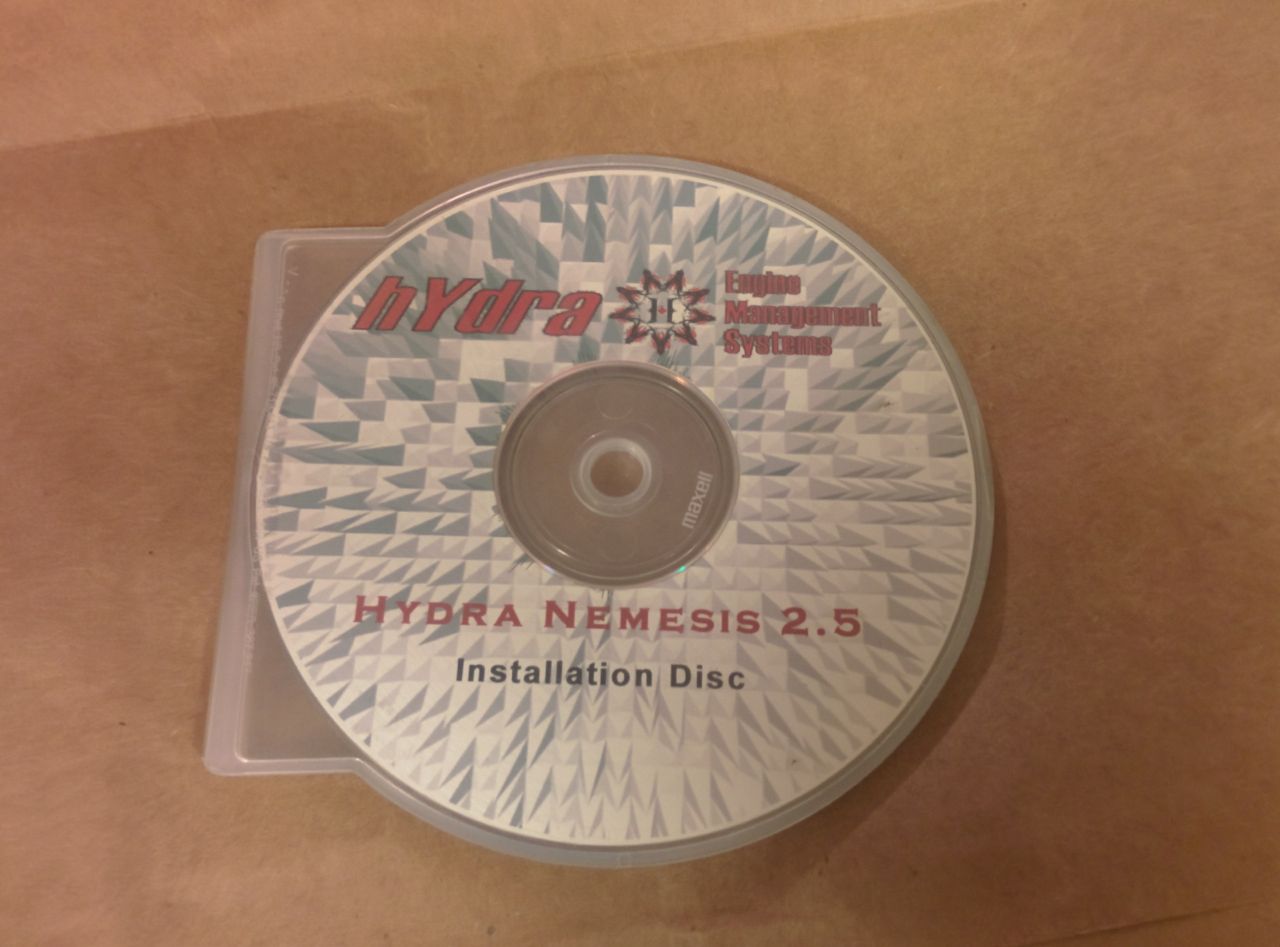 hYdra
Engine
Management
Systems
maxell
HYDRA NEMESIS 2.5
Installation Disc